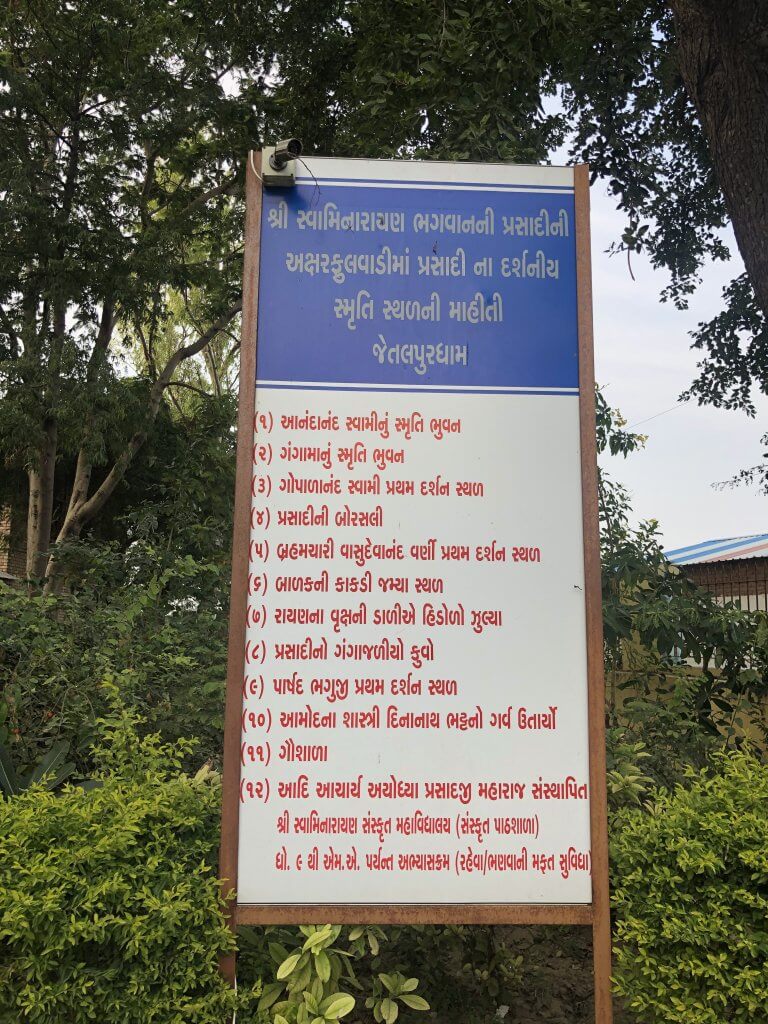 શ્રી સ્વામિનારાયણ ભગવાનની પ્રસાદીની
અક્ષરફુલવાડીમાં પ્રસાદી ના દર્શનીય
સ્મૃતિ સ્થળની માહીતી
જેતલપુરધામ
(૧) આનંદાનંદ સ્વામીનું સ્મૃતિ ભુવન
(૨) ગંગામાનું સ્મૃતિ ભુવન
(૩) ગોપાળાનંદ સ્વામી પ્રથમ દર્શન સ્થળ
(૪) પ્રસાદીની બોરસલી
(૫) બ્રહમચારી વાસુદેવાનંદ વર્ણી પ્રથમ દર્શન સ્થળ
(૬) બાળકની કાકડી જમ્યા સ્થળ
(૭) રાયણના વૃક્ષની ડાળીએ હિડોળો ઝુલ્યા
(૮) પ્રસાદીનો ગંગાજળીયો કુવો
(૯) પાર્ષદ ભગુજી પ્રથમ દર્શન સ્થળ
(૧૦) આમોદના શાસ્ત્રી દિનાનાથ ભટ્ટનો ગર્વ ઉતાર્યો
(૧૧) ગૌશાળા
(૧૨) આદિ આચાર્ય અયોધ્યા પ્રસાદજી મહારાજ સંસ્થાપિત
શ્રી સ્વામિનારાયણ સંસ્કૃત મહાવિદ્યાલય (સંસ્કૃત પાઠશાળા)
ધો. ૯ થી એમ.એ. પર્યન્ત અભ્યાસક્રમ (રહેવા/ભણવાની મફત સુવિધા)